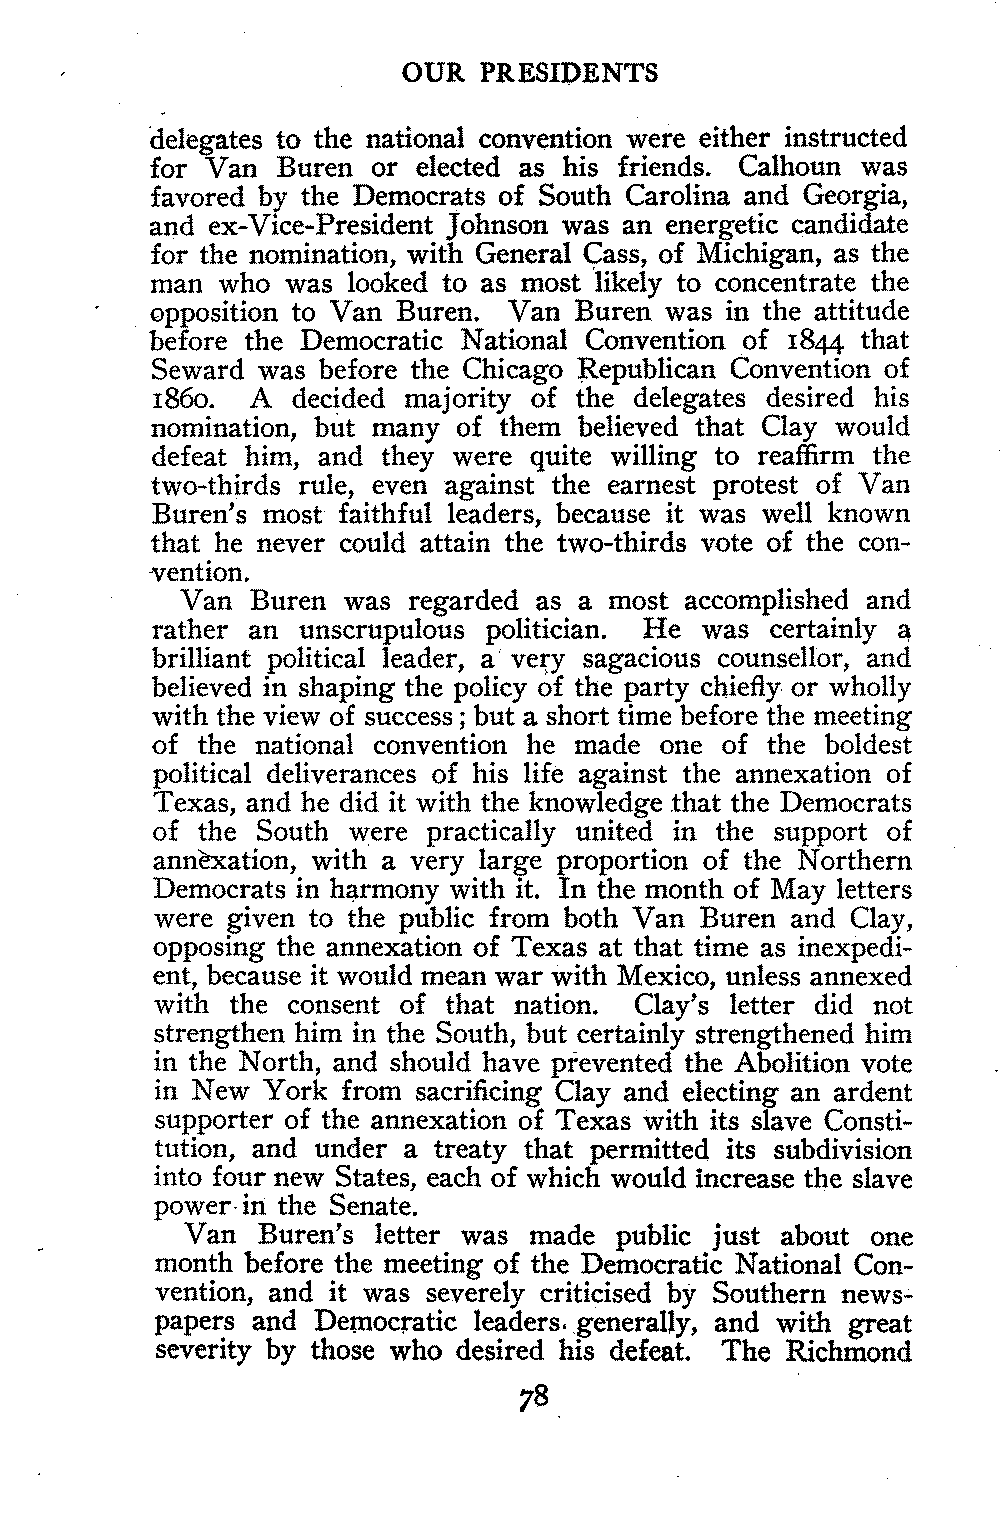 OUR PRESIDENTS
delegates to the national convention were either instructed
for Van Buren or elected as his friends. Calhoun was
favored by the Democrats of South Carolina and Georgia,
and ex-Vice-President Johnson was an energetic candidate
for the nomination, with General Cass, of Michigan, as the
man who was looked to as most likely to concentrate the
opposition to Van Buren. Van Buren was in the attitude
before the Democratic National Convention of 1844 that
Seward was before the Chicago Republican Convention of
1860. A decided majority of the delegates desired his
nomination, but many of them believed that Clay would
defeat him, and they were quite willing to reaffirm the
two-thirds rule, even against the earnest protest of Van
Buren's most faithful leaders, because it was well known
that he never could attain the two-thirds vote of the con-
vention.
Van Buren was regarded as a most accomplished and
rather an unscrupulous politician. He was certainly a
brilliant political leader, a very sagacious counsellor, and
believed in shaping the policy of the party chiefly or wholly
with the view of success; but a short time before the meeting
of the national convention he made one of the boldest
political deliverances of his life against the annexation of
Texas, and he did it with the knowledge that the Democrats
of the South were practically united in the support of
annexation, with a very large proportion of the Northern
Democrats in harmony with it. In the month of May letters
were given to the public from both Van Buren and Clay,
opposing the annexation of Texas at that time as inexpedi-
ent, because it would mean war with Mexico, unless annexed
with the consent of that nation. Clay's letter did not
strengthen him in the South, but certainly strengthened him
in the North, and should have prevented the Abolition vote
in New York from sacrificing Clay and electing an ardent
supporter of the annexation of Texas with its slave Consti-
tution, and under a treaty that permitted its subdivision
into four new States, each of which would increase the slave
power in the Senate.
Van Buren's letter was made public just about one
month before the meeting of the Democratic National Con-
vention, and it was severely criticised by Southern news-
papers and Democratic leaders generally, and with great
severity by those who desired his defeat. The Richmond
78